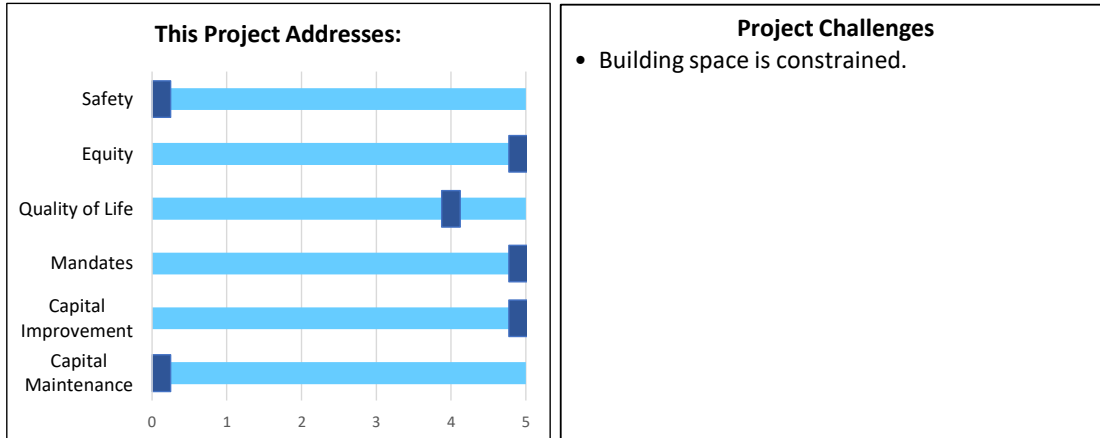 This Project Addresses:
Safety
Equity
Quality of Life
Mandates
Capital
Improvement
Capital
Maintenance
0 1 2 3 4 5
Project Challenges
• Building space is constrained.